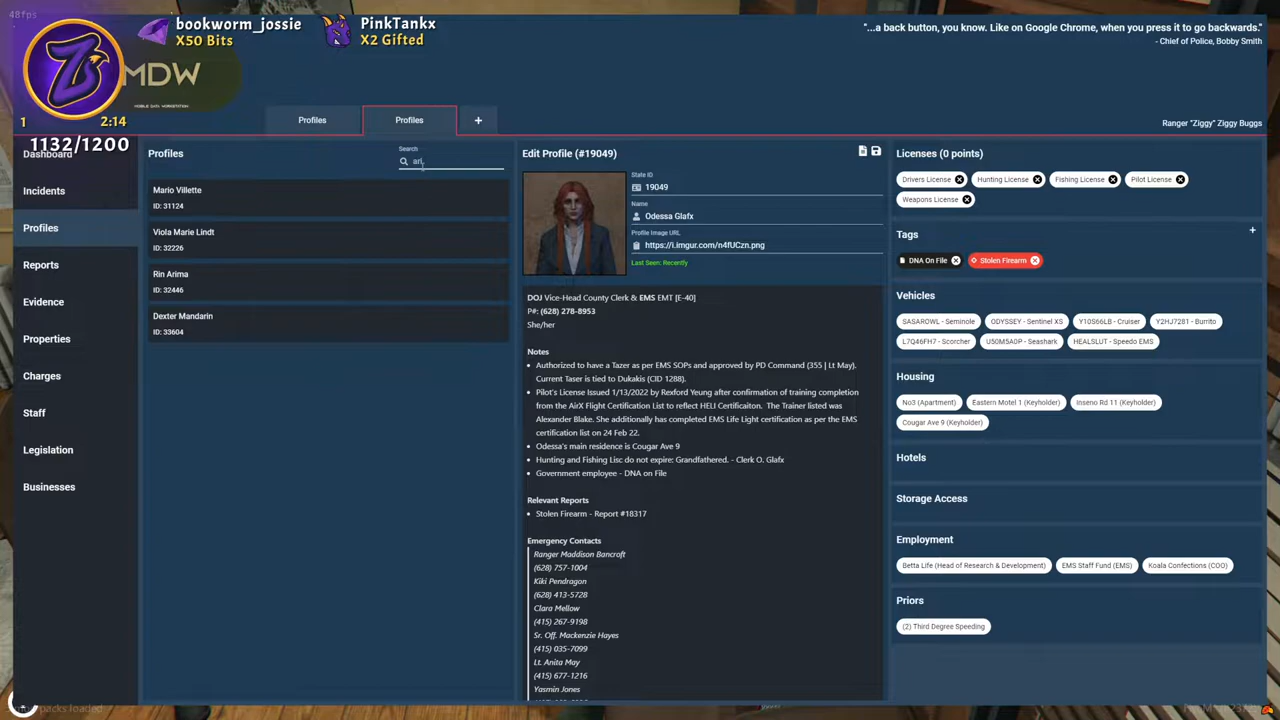 48fps
bookworm_jossie
X50 Bits
PinkTankx
X2 Gifted
"...a back button, you know. Like on Google Chrome, when you press it to go backwards."
- Chief of Police, Bobby Smith
MDW
MOBILE DATA WORKSTATION
1
2:14
1132/1200
Profiles
Profiles
+
Ranger "Ziggy" Ziggy Buggs
Dashboard
Incidents
Profiles
Reports
Evidence
Properties
Charges
Staff
Legislation
Businesses
Profiles
Search
ari
Mario Villette
ID: 31124
Viola Marie Lindt
ID: 32226
Rin Arima
ID: 32446
Dexter Mandarin
ID: 33604
Edit Profile (#19049)
State ID
19049
Name
Odessa Glafx
Profile Image URL
https://i.imgur.com/n4fUCzn.png
Last Seen: Recently
DOJ Vice-Head County Clerk & EMS EMT [E-40]
P#: (628) 278-8953
She/her
Notes
Authorized to have a Tazer as per EMS SOPs and approved by PD Command (355 | Lt May).
Current Taser is tied to Dukakis (CID 1288).
Pilot's License Issued 1/13/2022 by Rexford Yeung after confirmation of training completion
from the AirX Flight Certification List to reflect HELI Certificaiton. The Trainer listed was
Alexander Blake. She additionally has completed EMS Life Light certification as per the EMS
certification list on 24 Feb 22.
Odessa's main residence is Cougar Ave 9
Hunting and Fishing Lisc do not expire: Grandfathered. - Clerk O. Glafx
Government employee - DNA on File
Relevant Reports
Stolen Firearm - Report #18317
Emergency Contacts
Ranger Maddison Bancroft
(628) 757-1004
Kiki Pendragon
(628) 413-5728
Clara Mellow
(415) 267-9198
Sr. Off. Mackenzie Hayes
(415) 035-7099
Lt. Anita May
(415) 677-1216
Yasmin Jones
Licenses (0 points)
Drivers License
Hunting License
Fishing License
Pilot License
Weapons License
Tags
+
DNA On File
Stolen Firearm
Vehicles
SASAROWL - Seminole
ODYSSEY - Sentinel XS
Y10S66LB - Cruiser
Y2HJ7281 - Burrito
L7Q46FH7 - Scorcher
U50M5A0P - Seashark
HEALSLUT - Speedo EMS
Housing
No3 (Apartment)
Eastern Motel 1 (Keyholder)
Inseno Rd 11 (Keyholder)
Cougar Ave 9 (Keyholder)
Hotels
Storage Access
Employment
Betta Life (Head of Research & Development)
EMS Staff Fund (EMS)
Koala Confections (COO)
Priors
(2) Third Degree Speeding
packs loaded